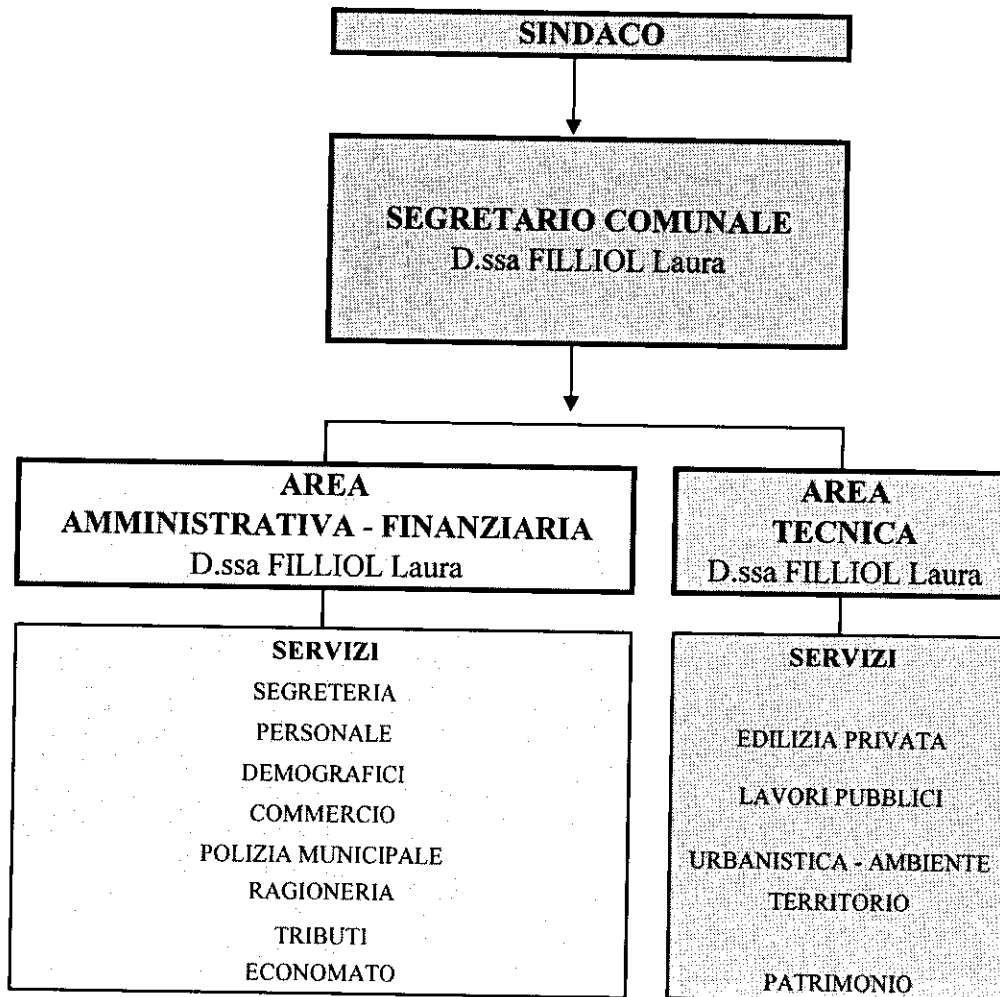 SINDACO
SEGRETARIO COMUNALE
D.ssa FILLIOL Laura
AREA
AMMINISTRATIVA - FINANZIARIA
D.ssa FILLIOL Laura
SERVIZI
SEGRETERIA
PERSONALE
DEMOGRAFICI
COMMERCIO
POLIZIA MUNICIPALE
RAGIONERIA
TRIBUTI
ECONOMATO
AREA
TECNICA
D.ssa FILLIOL Laura
SERVIZI
EDILIZIA PRIVATA
LAVORI PUBBLICI
URBANISTICA - AMBIENTE
TERRITORIO
PATRIMONIO